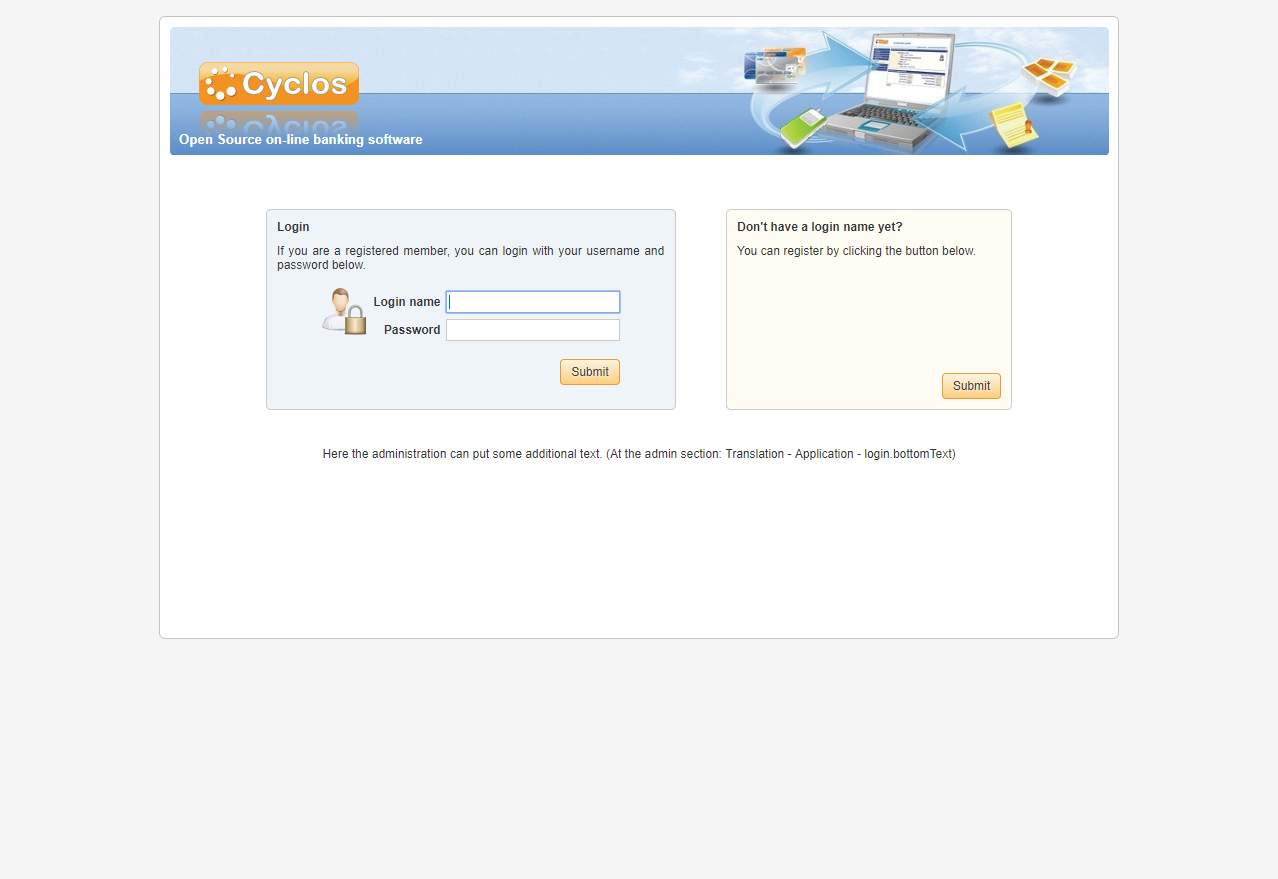 Cyclos
Open Source on-line banking software
Login
If you are a registered member, you can login with your username and
password below.
Login name
Password
Submit
Don't have a login name yet?
You can register by clicking the button below.
Submit
Here the administration can put some additional text. (At the admin section: Translation - Application - login.bottomText)